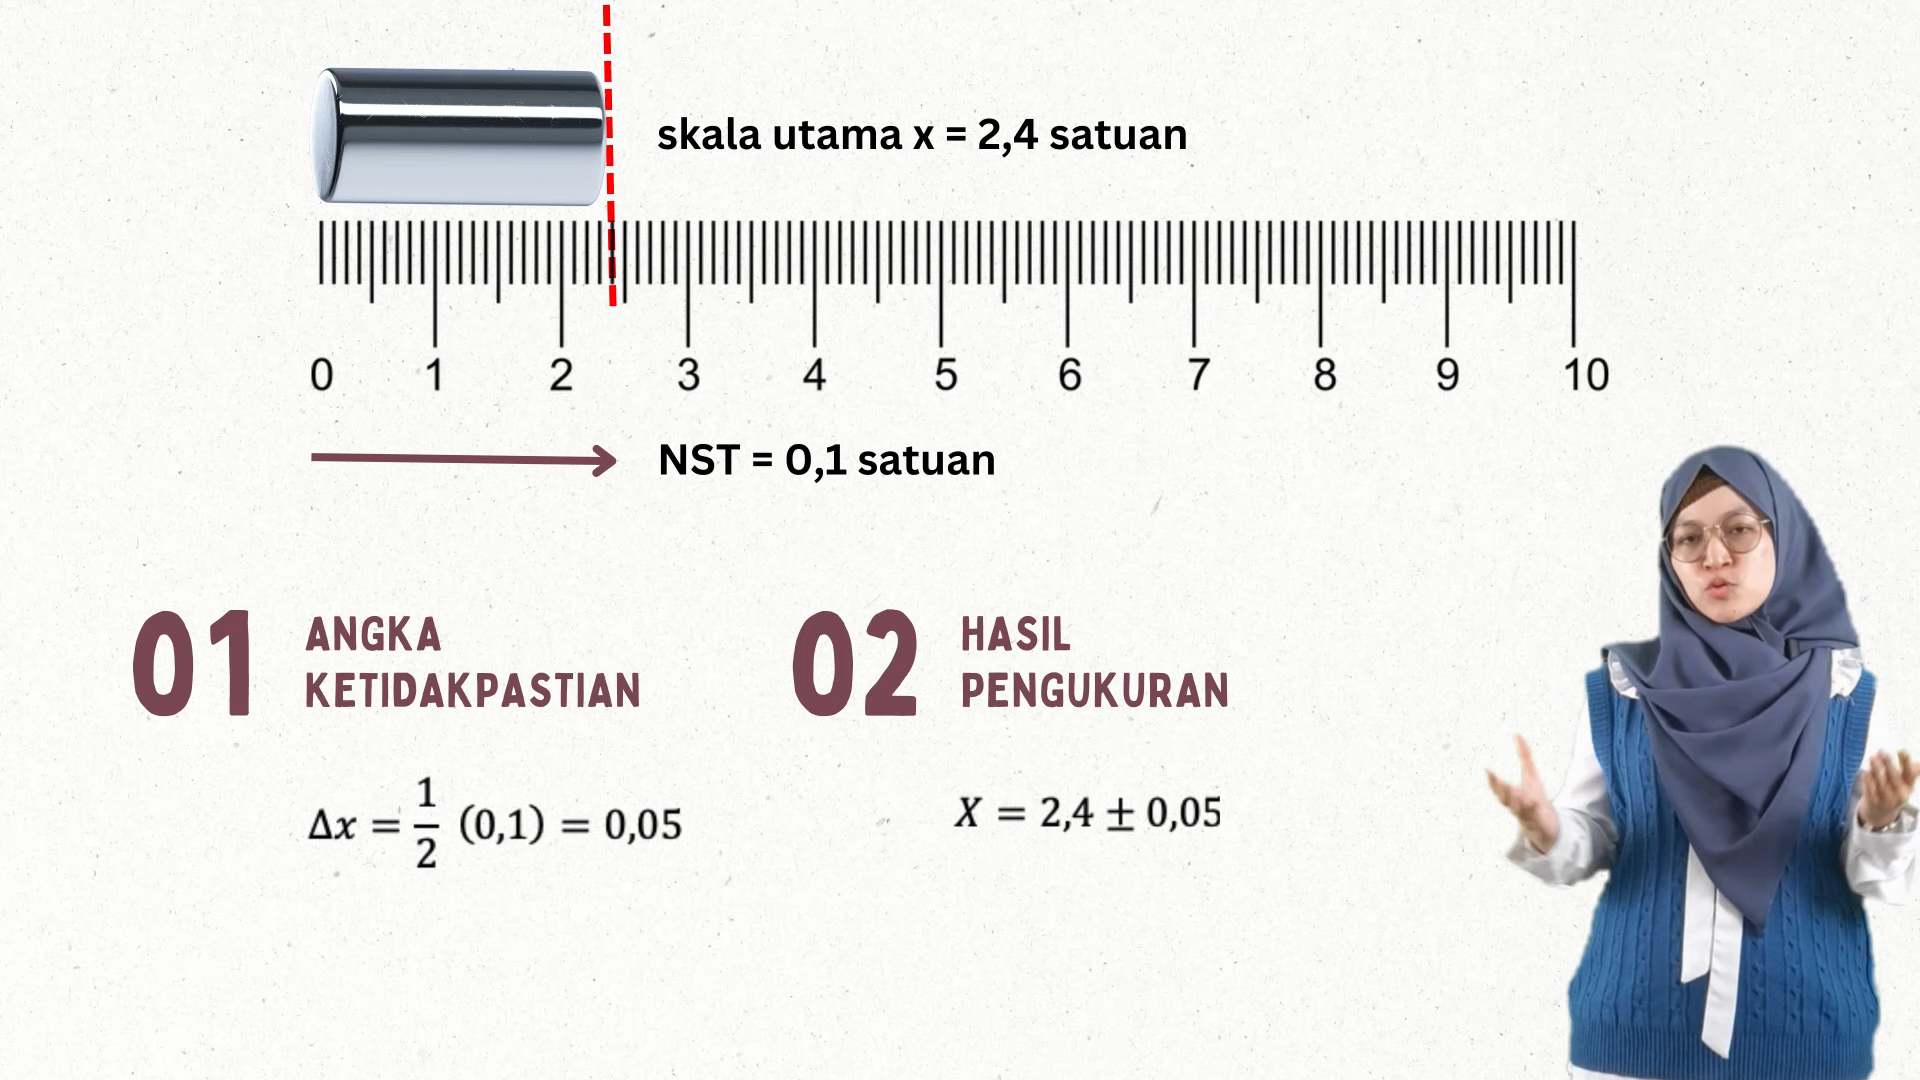 skala utama x = 2,4 satuan
0 1 2 3 4 5 6 7 8 9 10
NST = 0,1 satuan
01 ANGKA
KETIDAKPASTIAN
Δx = 1/2 (0,1) = 0,05
02 HASIL
PENGUKURAN
X = 2,4 ± 0,05